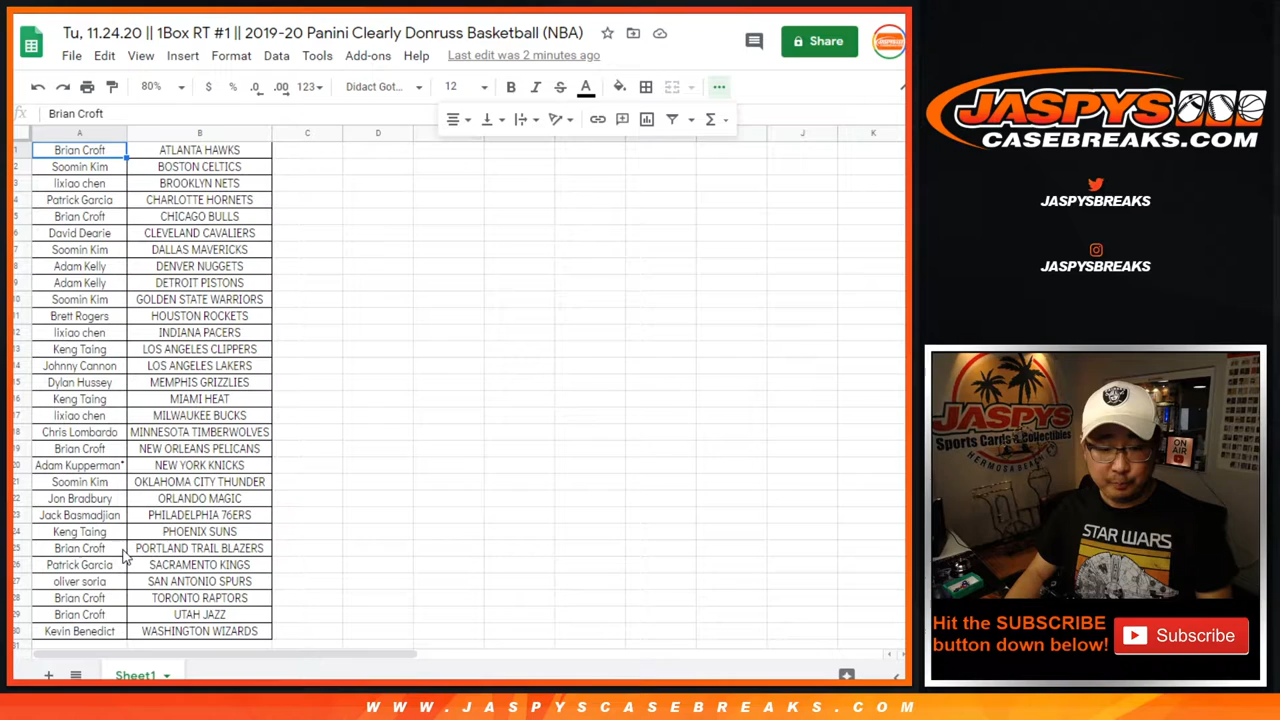 Tu, 11.24.20 || 1Box RT #1 || 2019-20 Panini Clearly Donruss Basketball (NBA)
File Edit View Insert Format Data Tools Add-ons Help Last edit was 2 minutes ago
Share
80% $ % .0 .00 123 Didact Got... 12 B I S A
fx Brian Croft
A B C D J K
1 Brian Croft ATLANTA HAWKS
2 Soomin Kim BOSTON CELTICS
3 lixiao chen BROOKLYN NETS
4 Patrick Garcia CHARLOTTE HORNETS
5 Brian Croft CHICAGO BULLS
6 David Dearie CLEVELAND CAVALIERS
7 Soomin Kim DALLAS MAVERICKS
8 Adam Kelly DENVER NUGGETS
9 Adam Kelly DETROIT PISTONS
10 Soomin Kim GOLDEN STATE WARRIORS
11 Brett Rogers HOUSTON ROCKETS
12 lixiao chen INDIANA PACERS
13 Keng Taing LOS ANGELES CLIPPERS
14 Johnny Cannon LOS ANGELES LAKERS
15 Dylan Hussey MEMPHIS GRIZZLIES
16 Keng Taing MIAMI HEAT
17 lixiao chen MILWAUKEE BUCKS
18 Chris Lombardo MINNESOTA TIMBERWOLVES
19 Brian Croft NEW ORLEANS PELICANS
20 Adam Kupperman* NEW YORK KNICKS
21 Soomin Kim OKLAHOMA CITY THUNDER
22 Jon Bradbury ORLANDO MAGIC
23 Jack Basmadjian PHILADELPHIA 76ERS
24 Keng Taing PHOENIX SUNS
25 Brian Croft PORTLAND TRAIL BLAZERS
26 Patrick Garcia SACRAMENTO KINGS
27 oliver soria SAN ANTONIO SPURS
28 Brian Croft TORONTO RAPTORS
29 Brian Croft UTAH JAZZ
30 Kevin Benedict WASHINGTON WIZARDS
31
Sheet1
JASPYS
CASEBREAKS.COM
JASPYSBREAKS
JASPYSBREAKS
JASPYS
Sports Cards & Collectibles
HERMOSA BEACH
ON AIR
STAR WARS
Hit the SUBSCRIBE
button down below!
Subscribe
WWW.JASPYSCASEBREAKS.COM